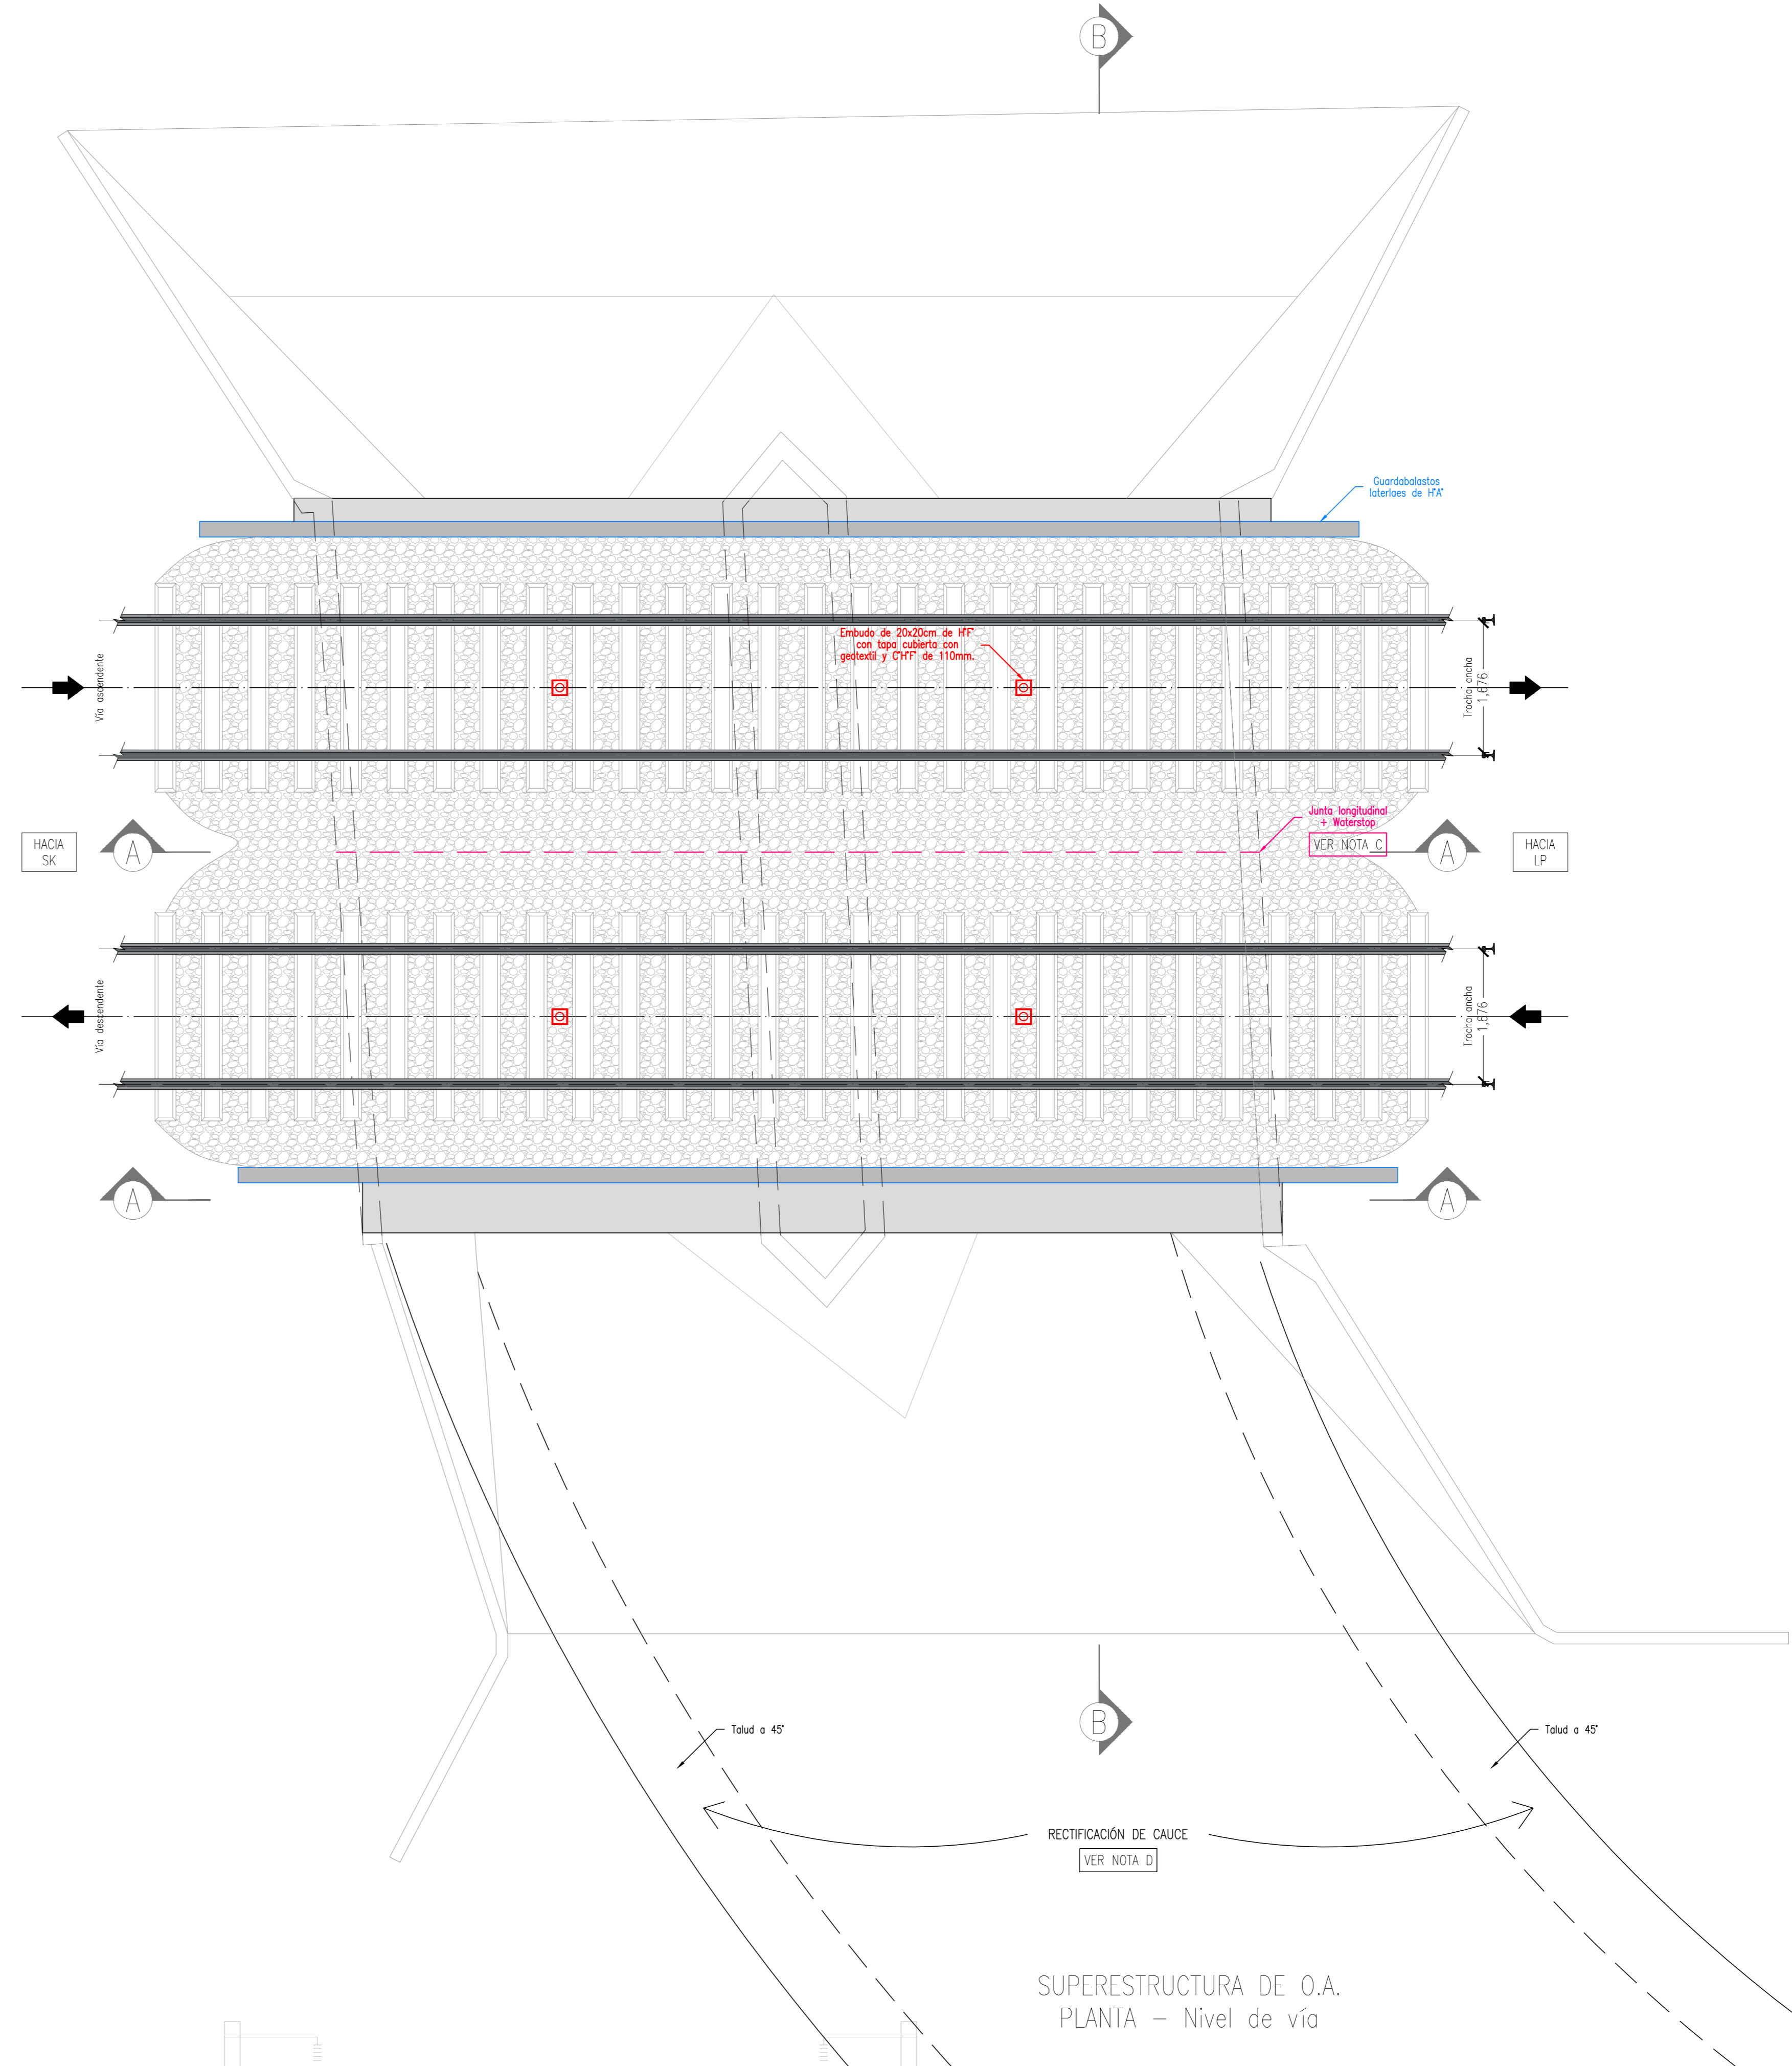 B
Guardabalastos
laterlaes de H°A°
Embudo de 20x20cm de H°F°
con tapa cubierta con
geotextil y C°H°F° de 110mm.
Vía ascendente
Trocha ancha
1,676
Junta longitudinal
+ Waterstop
VER NOTA C
HACIA
SK
A
A
HACIA
LP
Vía descendente
Trocha ancha
1,676
A
A
B
Talud a 45°
Talud a 45°
RECTIFICACIÓN DE CAUCE
VER NOTA D
SUPERESTRUCTURA DE O.A.
PLANTA – Nivel de vía